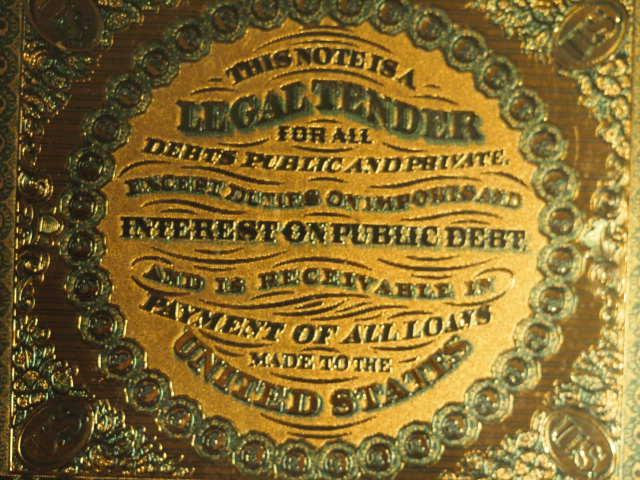 THIS NOTE IS A
LEGAL TENDER
FOR ALL
DEBTS PUBLIC AND PRIVATE.
EXCEPT DUTIES ON IMPORTS AND
INTEREST ON PUBLIC DEBT,
AND IS RECEIVABLE IN
PAYMENT OF ALL LOANS
MADE TO THE
UNITED STATES